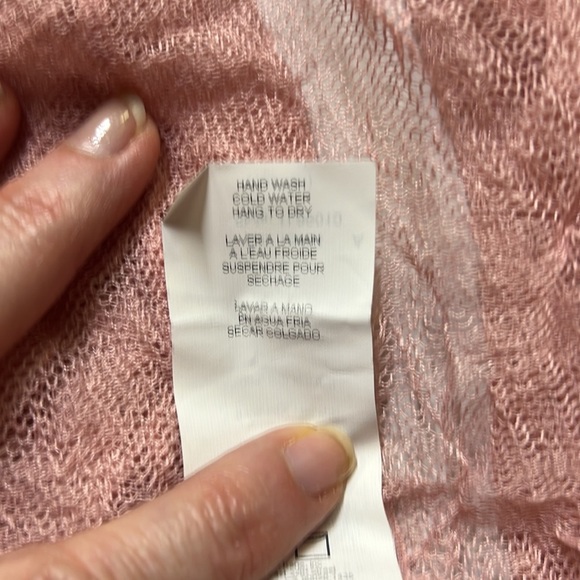 HAND WASH
COLD WATER
HANG TO DRY
LAVER A LA MAIN
A L'EAU FROIDE
SUSPENDRE POUR
SECHAGE
LAVAR A MANO
EN AGUA FRIA
SECAR COLGADO